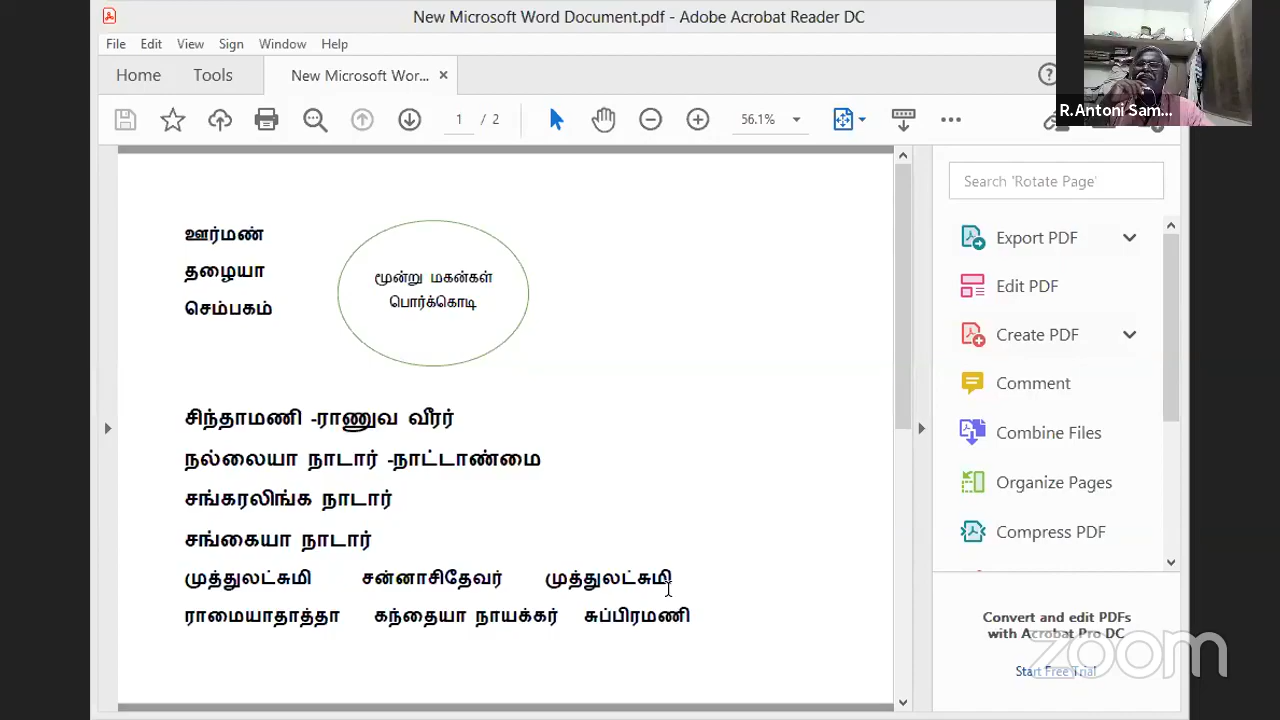 New Microsoft Word Document.pdf - Adobe Acrobat Reader DC
File Edit View Sign Window Help
Home Tools New Microsoft Wor... ×
1 / 2 56.1%
R.Antoni Sam...
Search 'Rotate Page'
Export PDF
Edit PDF
Create PDF
Comment
Combine Files
Organize Pages
Compress PDF
Convert and edit PDFs
with Acrobat Pro DC
Start Free Trial
zoom
ஊர்மண்
தழையா
செம்பகம்
மூன்று மகன்கள்
பொர்க்கொடி
சிந்தாமணி -ராணுவ வீரர்
நல்லையா நாடார் -நாட்டாண்மை
சங்கரலிங்க நாடார்
சங்கையா நாடார்
முத்துலட்சுமி சன்னாசிதேவர் முத்துலட்சுமி
ராமையாதாத்தா கந்தையா நாயக்கர் சுப்பிரமணி